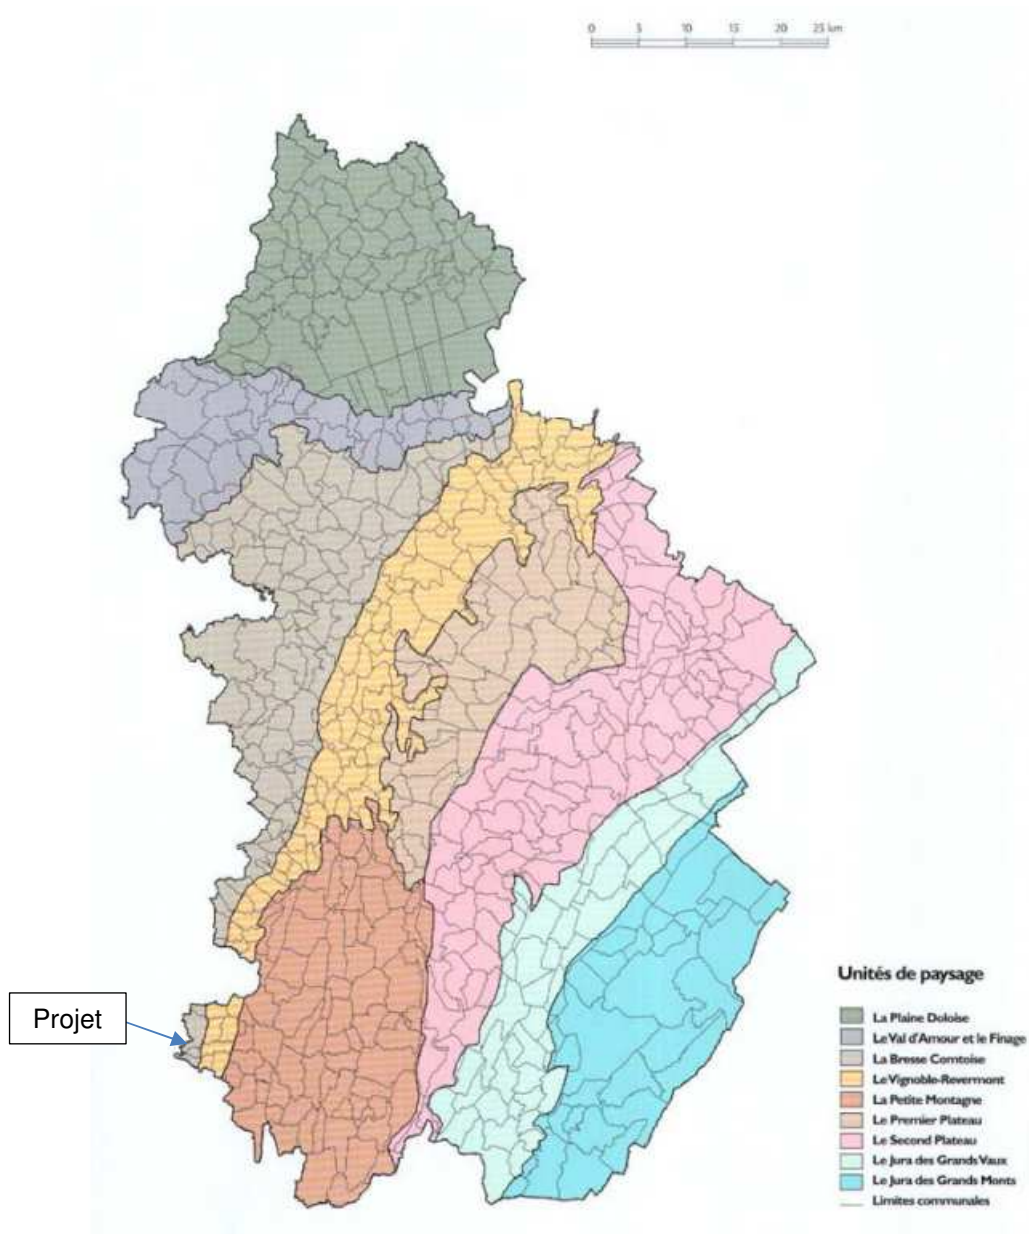 0 5 10 15 20 25 km
Projet
Unités de paysage
La Plaine Doloise
Le Val d'Amour et le Finage
La Bresse Comtoise
Le Vignoble-Revermont
La Petite Montagne
Le Premier Plateau
Le Second Plateau
Le Jura des Grands Vaux
Le Jura des Grands Monts
Limites communales